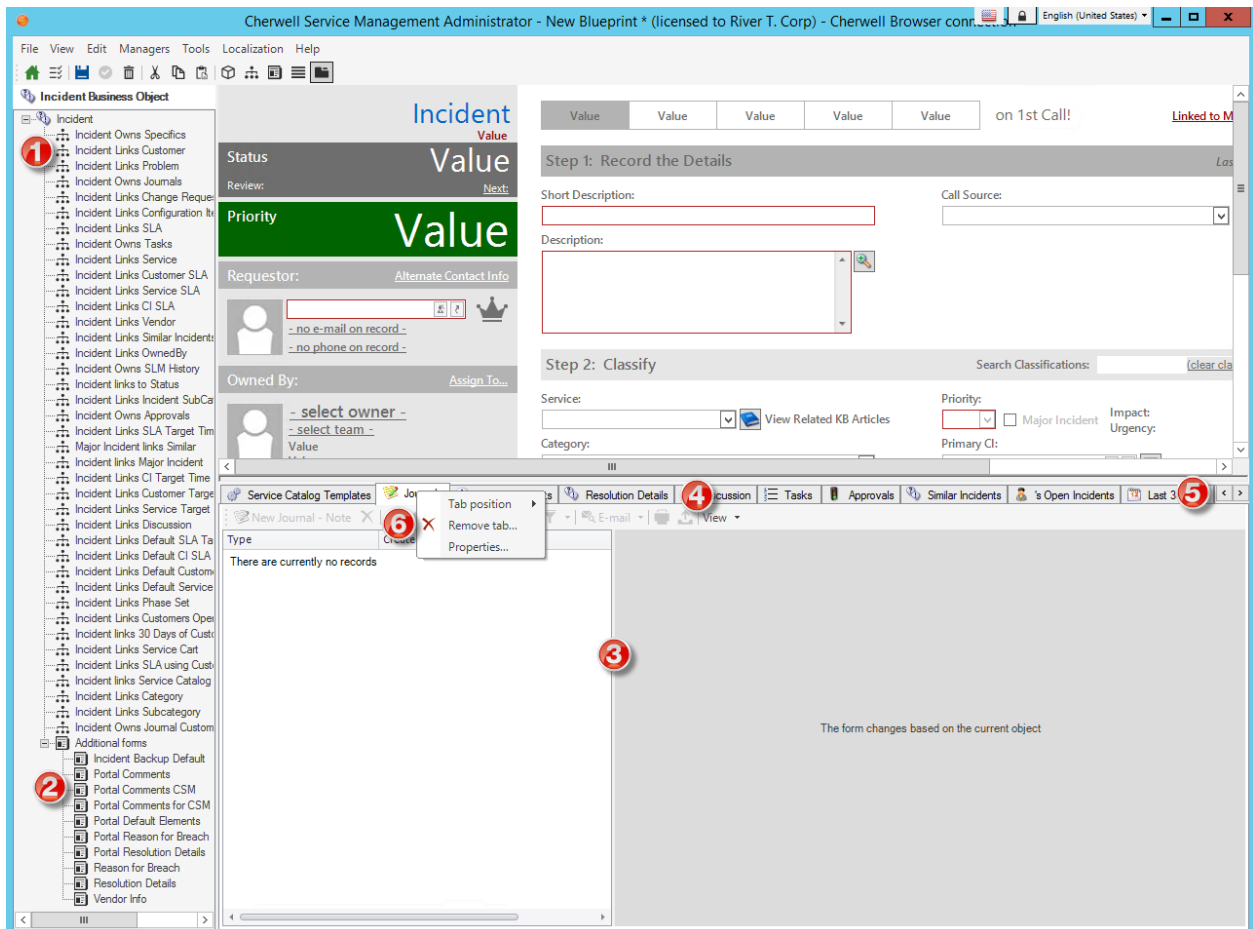 Cherwell Service Management Administrator - New Blueprint * (licensed to River T. Corp) - Cherwell Browser
English (United States)
X
File View Edit Managers Tools Localization Help
Incident Business Object
Incident
Incident Owns Specifics
1
Incident Links Customer
Incident Links Problem
Incident Owns Journals
Incident Links Change Reque
Incident Links Configuration Ite
Incident Links SLA
Incident Owns Tasks
Incident Links Service
Incident Links Customer SLA
Incident Links Service SLA
Incident Links CI SLA
Incident Links Vendor
Incident Links Similar Incidents
Incident Links OwnedBy
Incident Owns SLM History
Incident links to Status
Incident Links Incident SubCa
Incident Owns Approvals
Incident Links SLA Target Tim
Major Incident links Similar
Incident links Major Incident
Incident Links CI Target Time
Incident Links Customer Targe
Incident Links Service Target
Incident Links Discussion
Incident Links Default SLA Ta
Incident Links Default CI SLA
Incident Links Default Custom
Incident Links Default Service
Incident Links Phase Set
Incident Links Customers Open
Incident links 30 Days of Custo
Incident Links Service Cart
Incident Links SLA using Custo
Incident links Service Catalog
Incident Links Category
Incident Links Subcategory
Incident Owns Journal Custom
Additional forms
Incident Backup Default
Portal Comments
2
Portal Comments CSM
Portal Comments for CSM
Portal Default Elements
Portal Reason for Breach
Portal Resolution Details
Reason for Breach
Resolution Details
Vendor Info
Incident
Value
Status
Value
Review:
Next:
Priority
Value
Requestor:
Alternate Contact Info
- no e-mail on record -
- no phone on record -
Owned By:
Assign To...
- select owner -
- select team -
Value
Value Value Value Value Value on 1st Call! Linked to M
Step 1: Record the Details Las
Short Description: Call Source:
Description:
Step 2: Classify Search Classifications: (clear cla
Service: Priority:
View Related KB Articles Major Incident Impact:
Urgency:
Category: Primary CI:
Service Catalog Templates Jou ts Resolution Details 4 cussion Tasks Approvals Similar Incidents 's Open Incidents Last 3 5
New Journal - Note E-mail View
Type Create
There are currently no records
Tab position
6
Remove tab...
Properties...
3
The form changes based on the current object